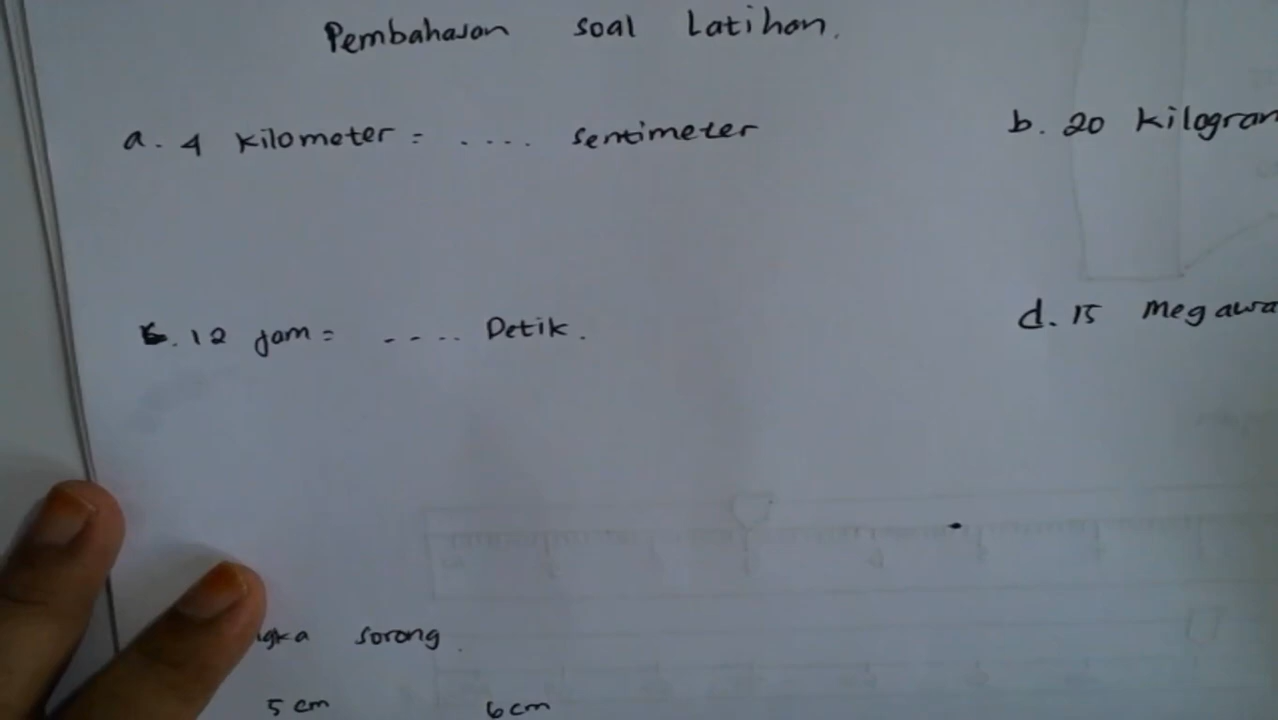 Pembahasan soal Latihan.
a. 4 Kilometer = .... sentimeter
b. 20 kilogram
c. 12 jam = .... Detik.
d. 15 Megawa
sorong.
5 cm 6 cm